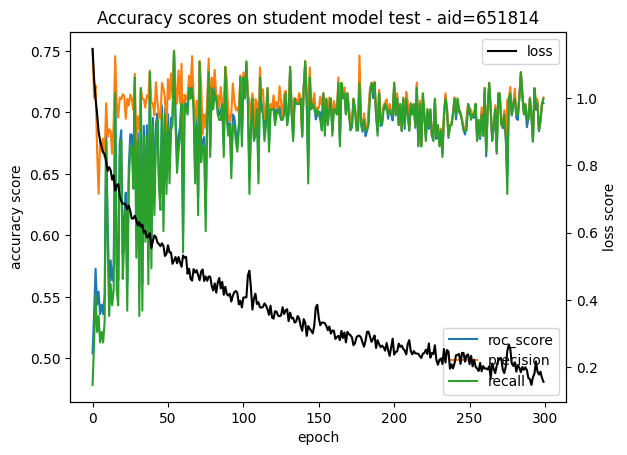 Accuracy scores on student model test - aid=651814
loss
0.75
0.70
0.65
0.60
0.55
0.50
accuracy score
1.0
0.8
0.6
0.4
0.2
loss score
roc_score
precision
recall
0
50
100
150
200
250
300
epoch